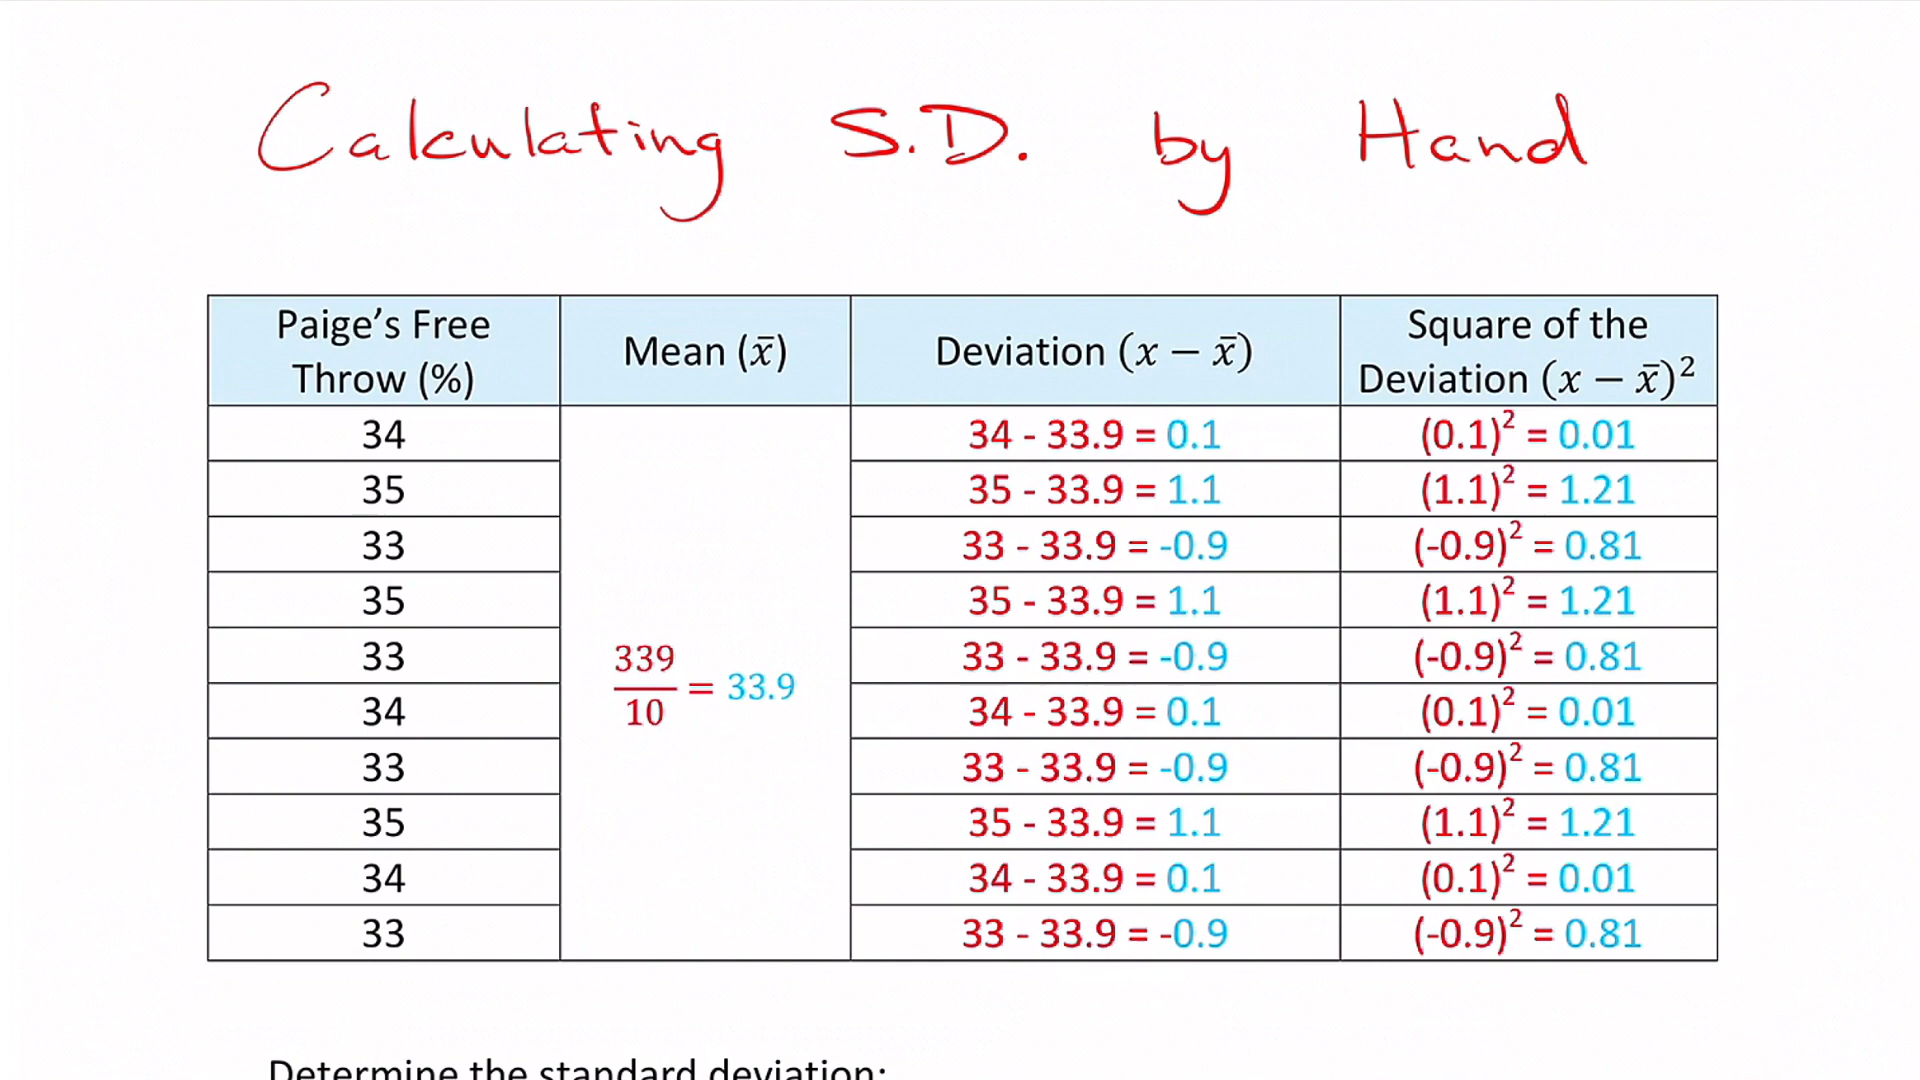 Calculating S.D. by Hand
Paige’s Free Throw (%) Mean (x̄) Deviation (x − x̄) Square of the Deviation (x − x̄)²
34 34 - 33.9 = 0.1 (0.1)² = 0.01
35 35 - 33.9 = 1.1 (1.1)² = 1.21
33 33 - 33.9 = -0.9 (-0.9)² = 0.81
35 35 - 33.9 = 1.1 (1.1)² = 1.21
33 339/10 = 33.9 33 - 33.9 = -0.9 (-0.9)² = 0.81
34 34 - 33.9 = 0.1 (0.1)² = 0.01
33 33 - 33.9 = -0.9 (-0.9)² = 0.81
35 35 - 33.9 = 1.1 (1.1)² = 1.21
34 34 - 33.9 = 0.1 (0.1)² = 0.01
33 33 - 33.9 = -0.9 (-0.9)² = 0.81
Determine the standard deviation: